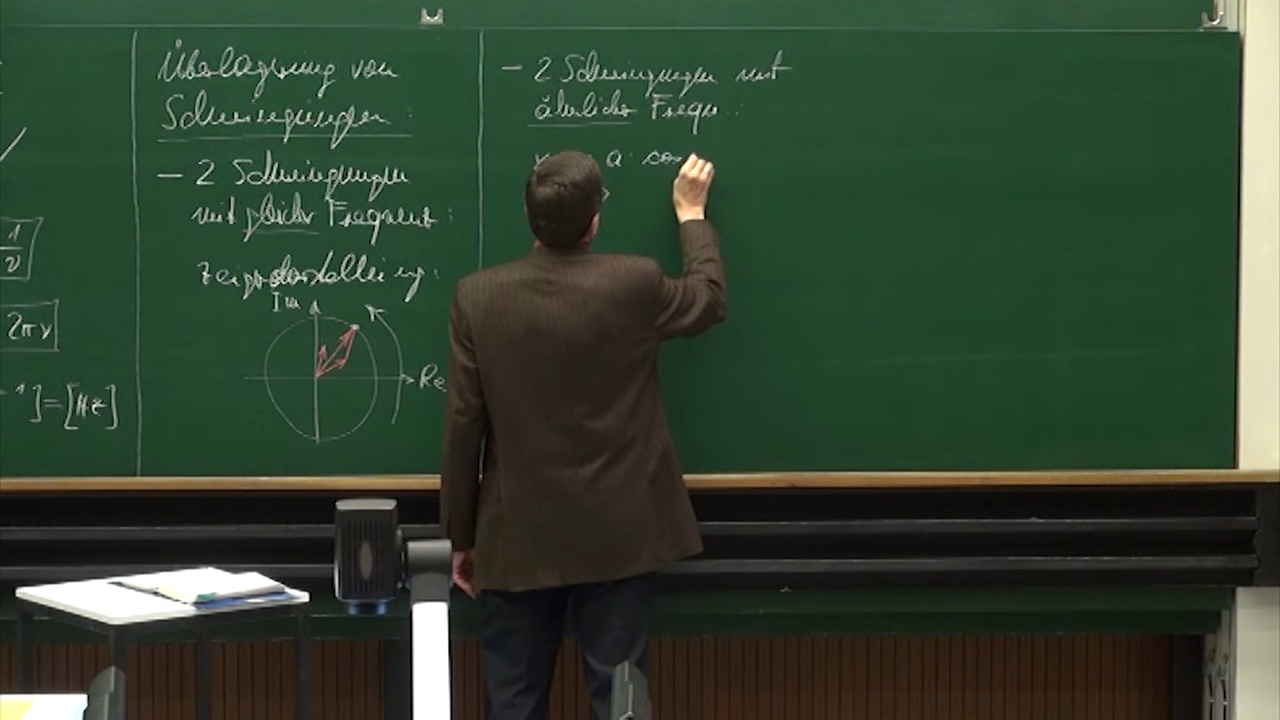 1
ν
2πν
⁻¹]=[Hz]
Überlagerung von
Schwingungen:
– 2 Schwingungen
mit gleicher Frequenz:
Zeigerdarstellung:
Im
Re
– 2 Schwingungen mit
ähnlicher Frequ.:
a· cos